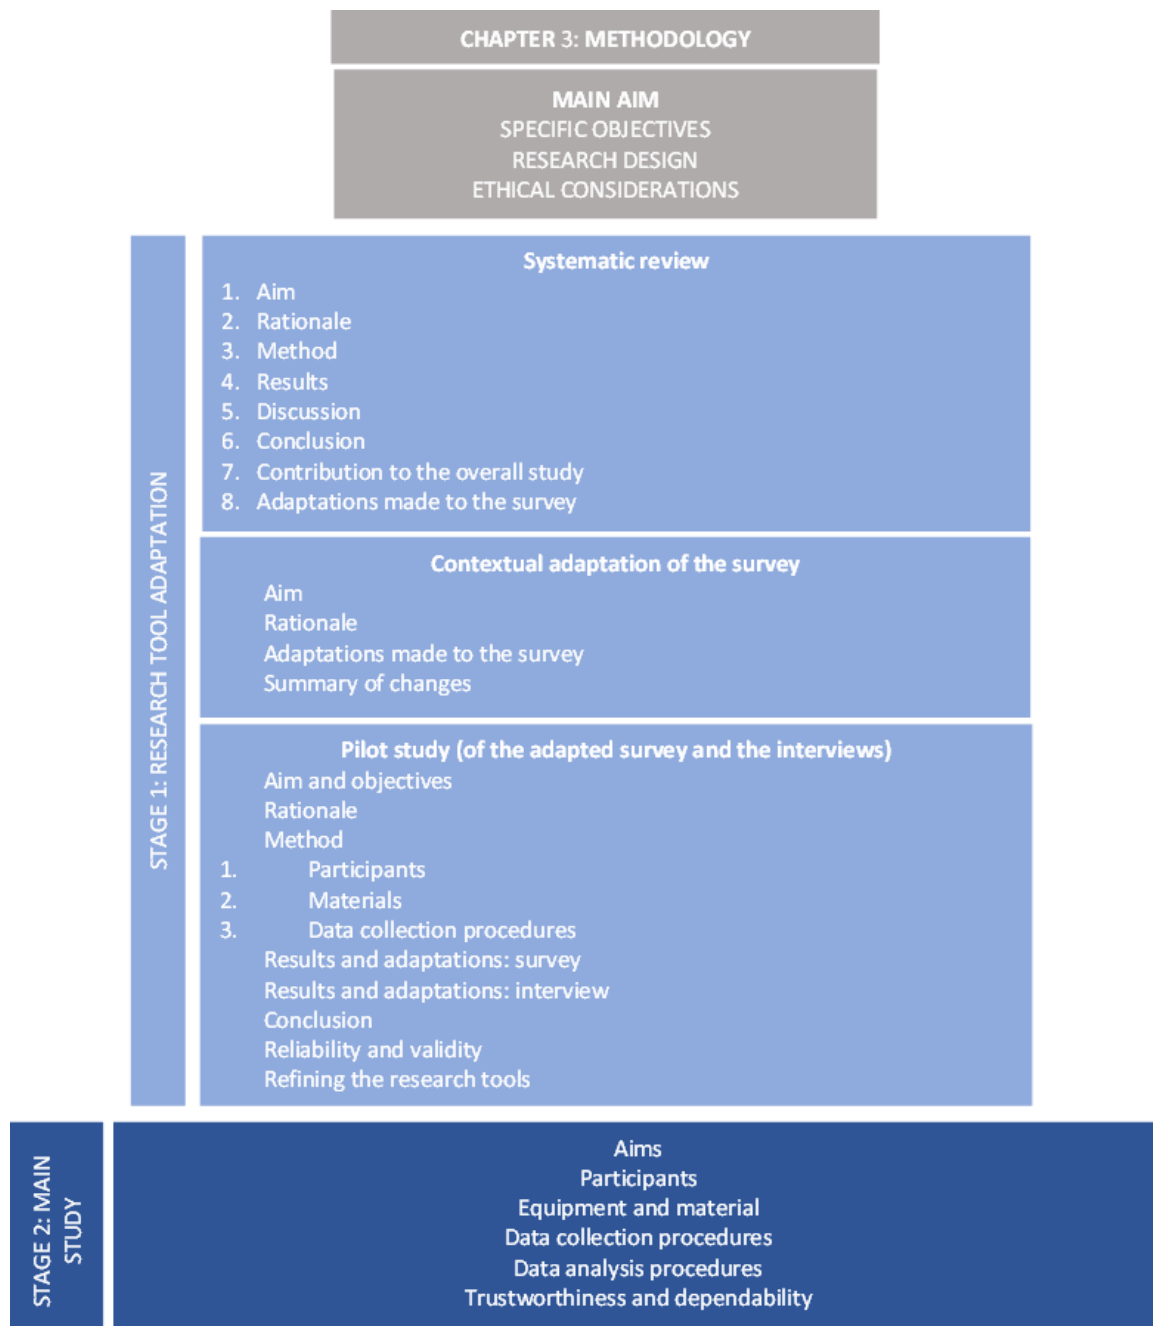 CHAPTER 3: METHODOLOGY
MAIN AIM
SPECIFIC OBJECTIVES
RESEARCH DESIGN
ETHICAL CONSIDERATIONS
STAGE 1: RESEARCH TOOL ADAPTATION
Systematic review
1. Aim
2. Rationale
3. Method
4. Results
5. Discussion
6. Conclusion
7. Contribution to the overall study
8. Adaptations made to the survey
Contextual adaptation of the survey
Aim
Rationale
Adaptations made to the survey
Summary of changes
Pilot study (of the adapted survey and the interviews)
Aim and objectives
Rationale
Method
1. Participants
2. Materials
3. Data collection procedures
Results and adaptations: survey
Results and adaptations: interview
Conclusion
Reliability and validity
Refining the research tools
STAGE 2: MAIN
STUDY
Aims
Participants
Equipment and material
Data collection procedures
Data analysis procedures
Trustworthiness and dependability